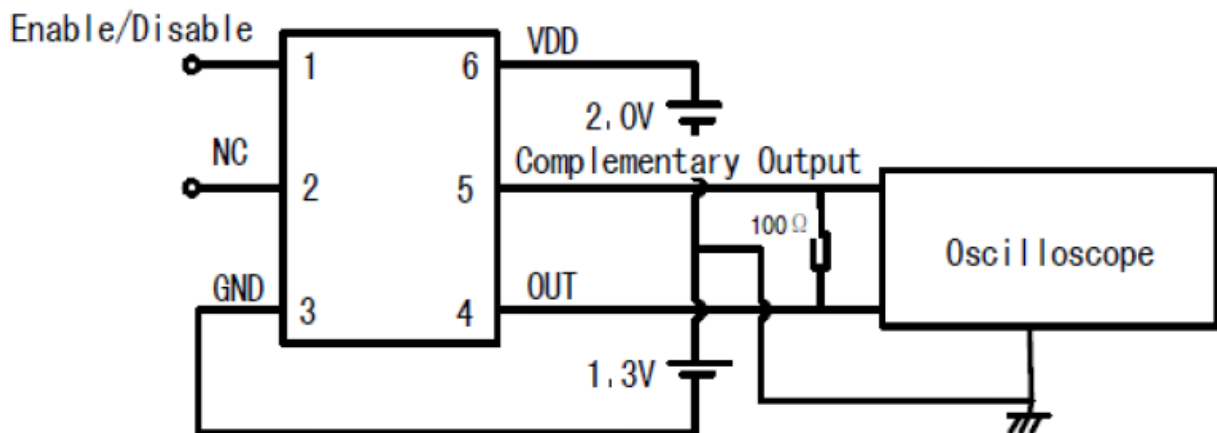 Enable/Disable
VDD
1
6
2.0V
NC
Complementary Output
2
5
100Ω
Oscilloscope
GND
OUT
3
4
1.3V